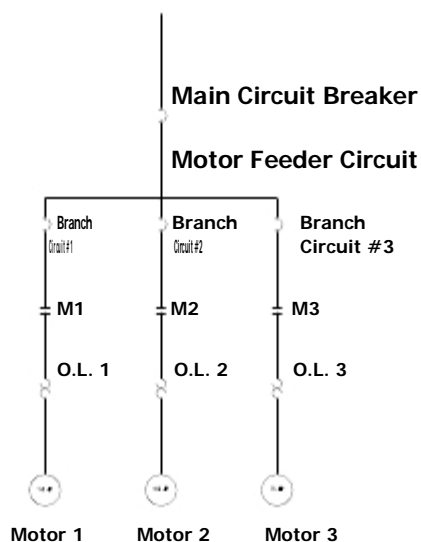 Main Circuit Breaker
Motor Feeder Circuit
Branch
Circuit #1
Branch
Circuit #2
Branch
Circuit #3
M1
M2
M3
O.L. 1
O.L. 2
O.L. 3
Motor 1
Motor 2
Motor 3